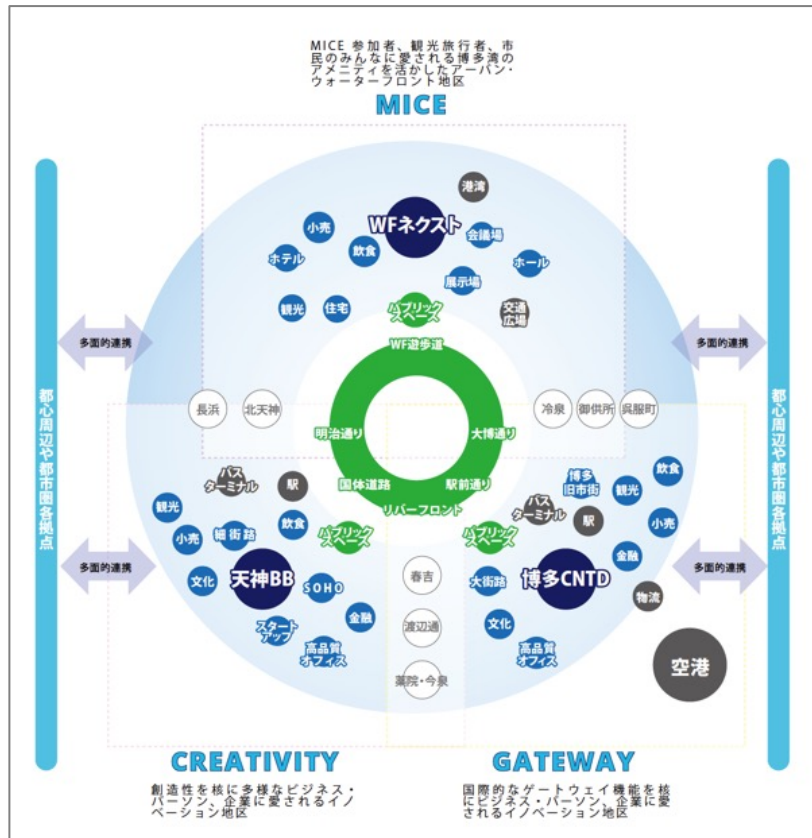 MICE 参加者、観光旅行者、市
民のみんなに愛される博多湾の
アメニティを活かしたアーバン・
ウォーターフロント地区
MICE
港湾
WFネクスト
小売
会議場
飲食
ホテル
ホール
展示場
観光
住宅
パブリック
スペース
交通
広場
WF遊歩道
多面的連携
多面的連携
都心周辺や都市圏各拠点
都心周辺や都市圏各拠点
長浜
北天神
冷泉
御供所
呉服町
明治通り
大博通り
国体道路
駅前通り
リバーフロント
バス
ターミナル
駅
観光
小売
細街路
飲食
パブリック
スペース
文化
天神BB
SOHO
スタート
アップ
金融
高品質
オフィス
春吉
渡辺通
薬院・今泉
博多
旧市街
飲食
観光
バス
ターミナル
駅
小売
パブリック
スペース
金融
大街路
博多CNTD
物流
文化
高品質
オフィス
空港
多面的連携
多面的連携
CREATIVITY
創造性を核に多様なビジネス・
パーソン、企業に愛されるイノ
ベーション地区
GATEWAY
国際的なゲートウェイ機能を核
にビジネス・パーソン、企業に愛
されるイノベーション地区